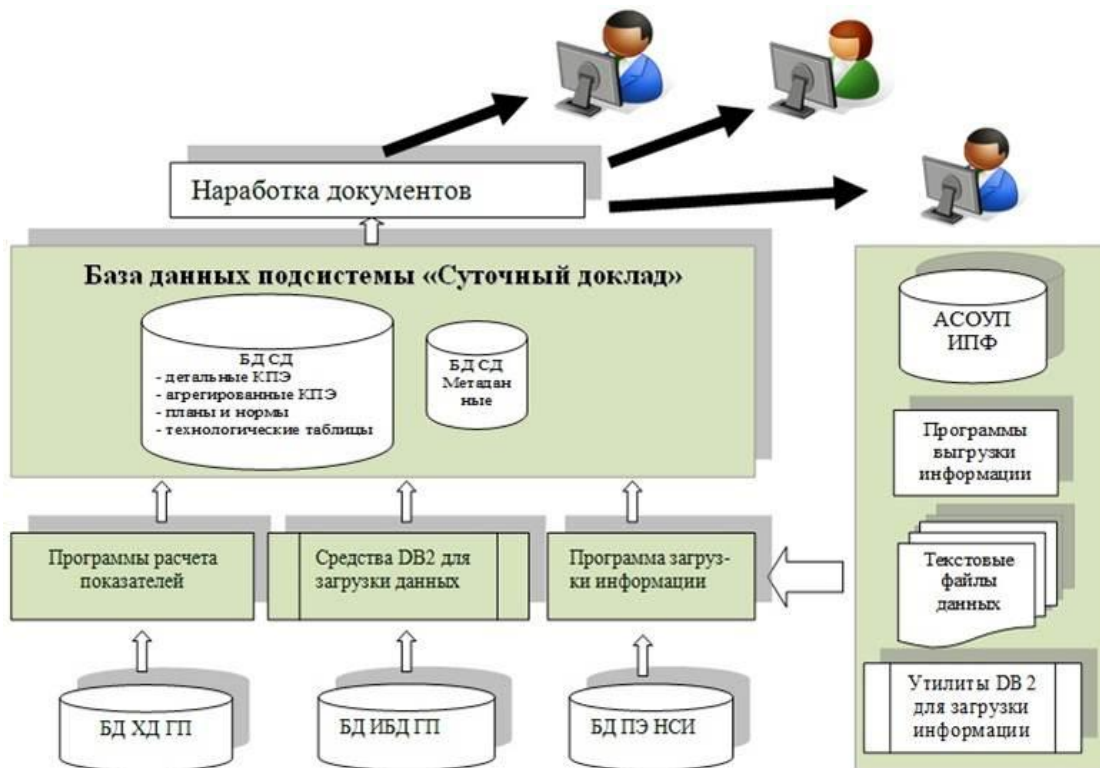 Наработка документов
База данных подсистемы «Суточный доклад»
БД СД
- детальные КПЭ
- агрегированные КПЭ
- планы и нормы
- технологические таблицы
БД СД
Метадан
ные
АСОУП
ИПФ
Программы
выгрузки
информации
Текстовые
файлы
данных
Утилиты DB 2
для загрузки
информации
Программы расчета
показателей
Средства DB2 для
загрузки данных
Программа загруз-
ки информации
БД ХД ГП
БД ИБД ГП
БД ПЭ НСИ